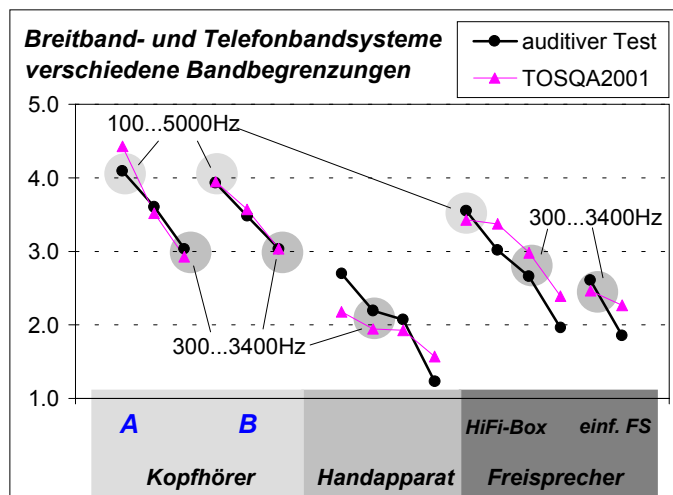 Breitband- und Telefonbandsysteme
verschiedene Bandbegrenzungen
auditiver Test
TOSQA2001
5.0
4.0
3.0
2.0
1.0
100...5000Hz
300...3400Hz
300...3400Hz
A
B
HiFi-Box
einf. FS
Kopfhörer
Handapparat
Freisprecher